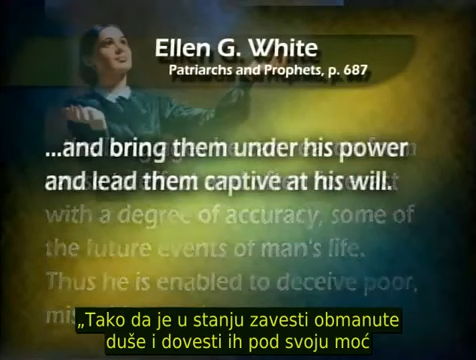 Ellen G. White
Patriarchs and Prophets, p. 687
...and bring them under his power
and lead them captive at his will.
with a degree of accuracy, some of
the future events of man's life.
Thus he is enabled to deceive poor,
„Tako da je u stanju zavesti obmanute
duše i dovesti ih pod svoju moć